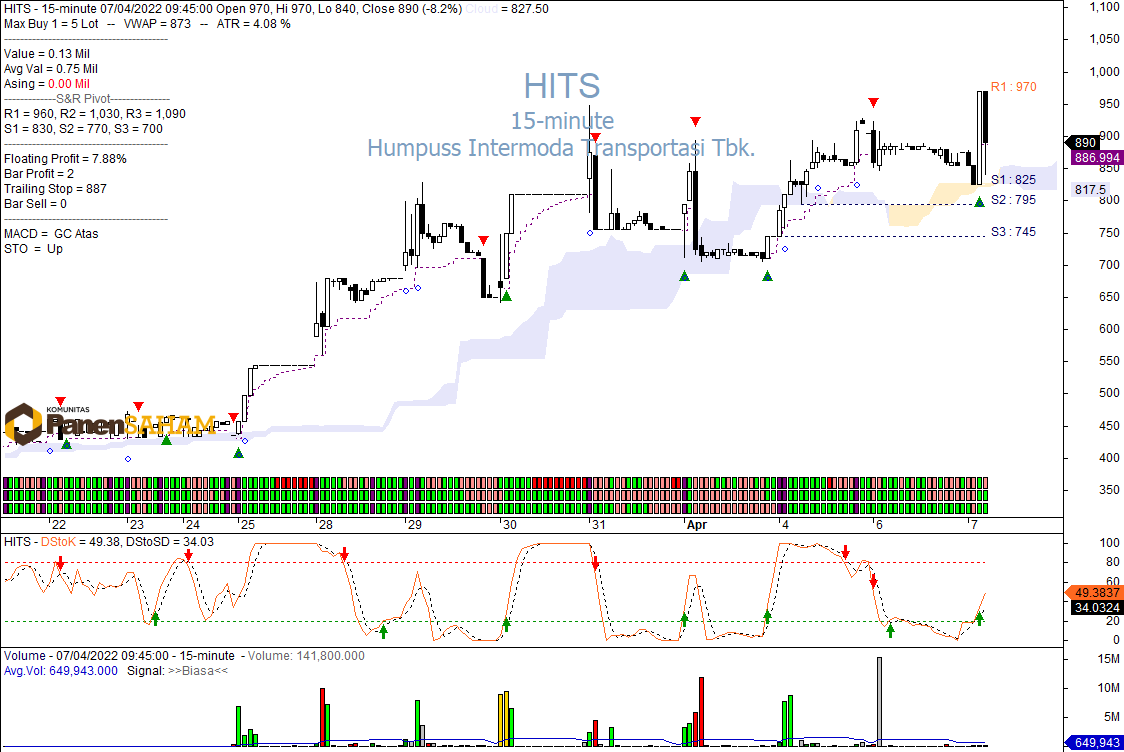 HITS - 15-minute 07/04/2022 09:45:00 Open 970, Hi 970, Lo 840, Close 890 (-8.2%) Cloud = 827.50
Max Buy 1 = 5 Lot -- VWAP = 873 -- ATR = 4.08 %
Value = 0.13 Mil
Avg Val = 0.75 Mil
Asing = 0.00 Mil
S&R Pivot
R1 = 960, R2 = 1,030, R3 = 1,090
S1 = 830, S2 = 770, S3 = 700
Floating Profit = 7.88%
Bar Profit = 2
Trailing Stop = 887
Bar Sell = 0
MACD = GC Atas
STO = Up
HITS
15-minute
Humpuss Intermoda Transportasi Tbk.
R1 : 970
S1 : 825
S2 : 795
S3 : 745
1,100
1,050
1,000
950
900
890
886.994
850
817.5
800
750
700
650
600
550
500
450
400
350
KOMUNITAS
PanenSAHAM
22 23 24 25 28 29 30 31 Apr 4 6 7
HITS - DStoK = 49.38, DStoSD = 34.03
100
80
60
49.3837
34.0324
20
0
Volume - 07/04/2022 09:45:00 - 15-minute - Volume: 141,800.000
Avg.Vol: 649,943.000 Signal: >>Biasa<<
15M
10M
5M
649,943